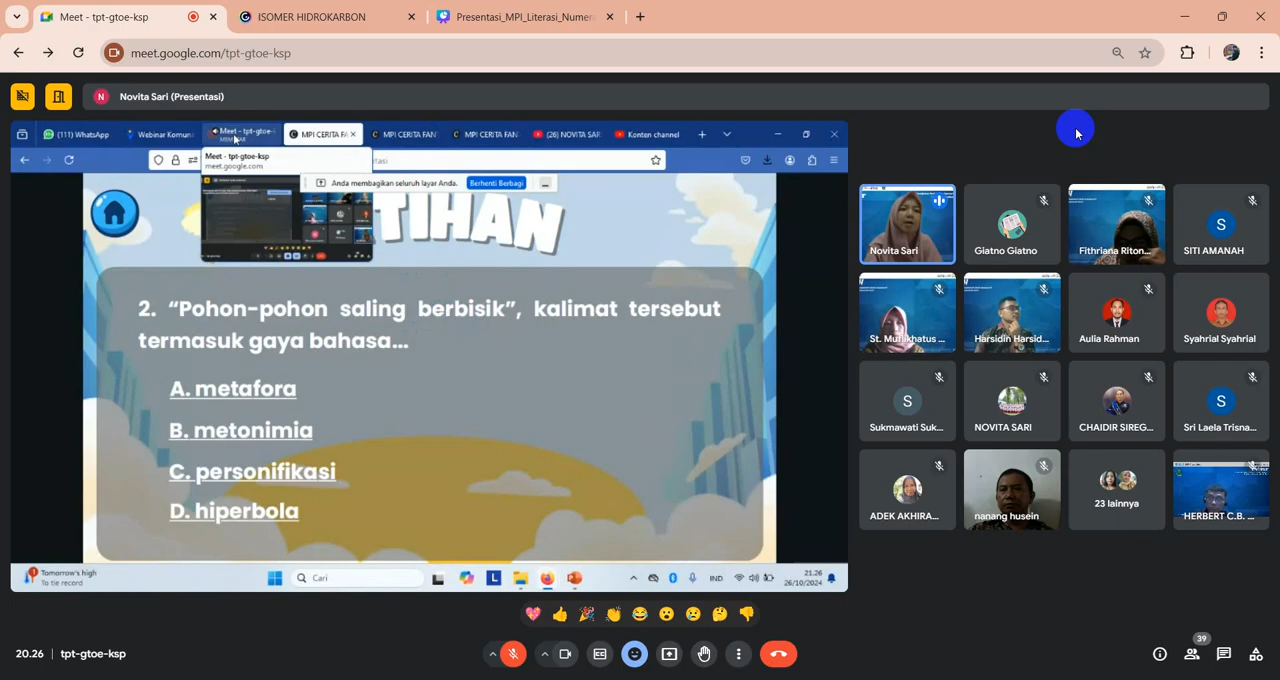 Meet - tpt-gtoe-ksp
ISOMER HIDROKARBON
Presentasi_MPI_Literasi_Numera
meet.google.com/tpt-gtoe-ksp
N
Novita Sari (Presentasi)
(111) WhatsApp
Webinar Komun
Meet - tpt-gtoe-
MPI CERITA FA
MPI CERITA FAN
MPI CERITA FAN
(26) NOVITA SAR
Konten channel
Meet - tpt-gtoe-ksp
meet.google.com
Anda membagikan seluruh layar Anda.
Berhenti Berbagi
TIHAN
2. “Pohon-pohon saling berbisik”, kalimat tersebut
termasuk gaya bahasa...
A. metafora
B. metonimia
C. personifikasi
D. hiperbola
Tomorrow's high
To tie record
Cari
IND
21.26
26/10/2024
Novita Sari
Giatno Giatno
Fithriana Riton...
S
SITI AMANAH
Harsidin Harsid...
Aulia Rahman
Syahrial Syahrial
S
Sukmawati Suk...
NOVITA SARI
CHAIDIR SIREG...
S
Sri Laela Trisna...
ADEK AKHIRA...
nanang husein
23 lainnya
HERBERT C.B. ...
20.26
tpt-gtoe-ksp
39